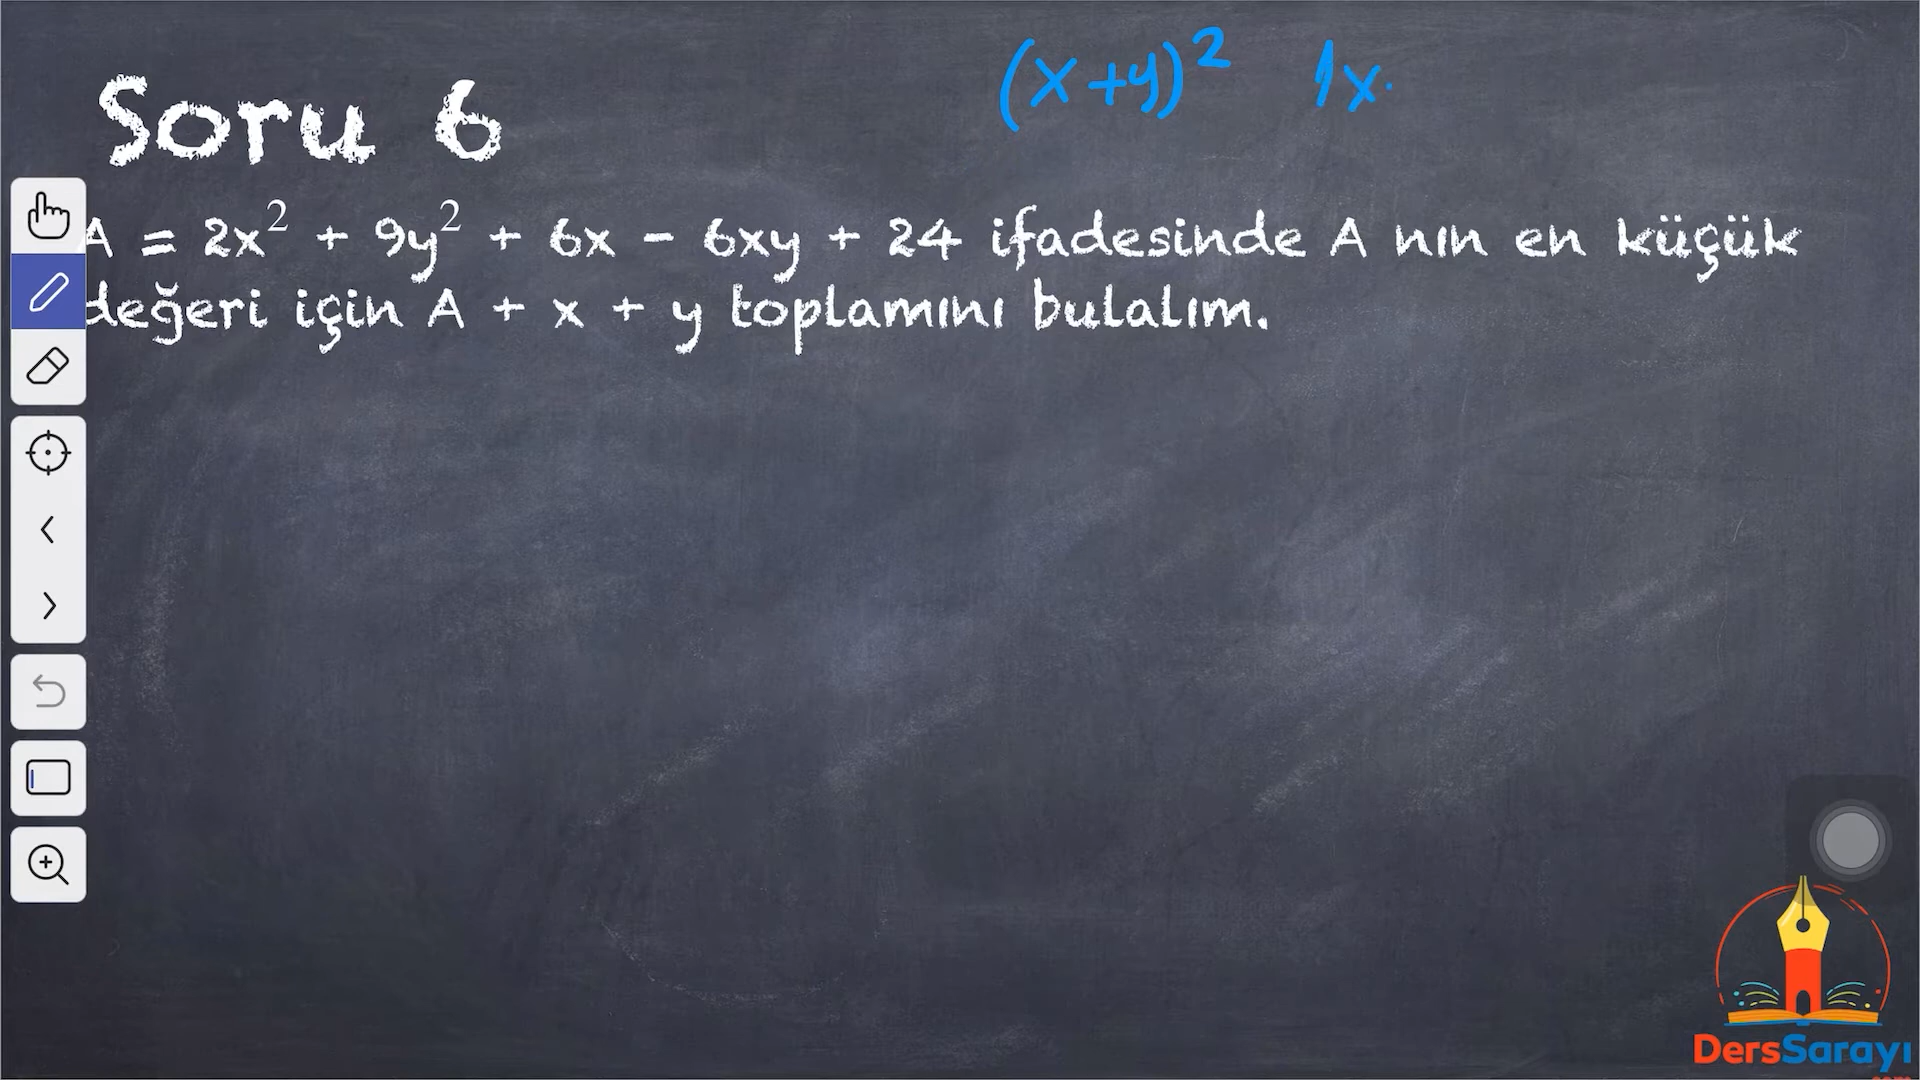 (x+y)² 1x.
Soru 6
A = 2x² + 9y² + 6x - 6xy + 24 ifadesinde A nın en küçük
değeri için A + x + y toplamını bulalım.
DersSarayı